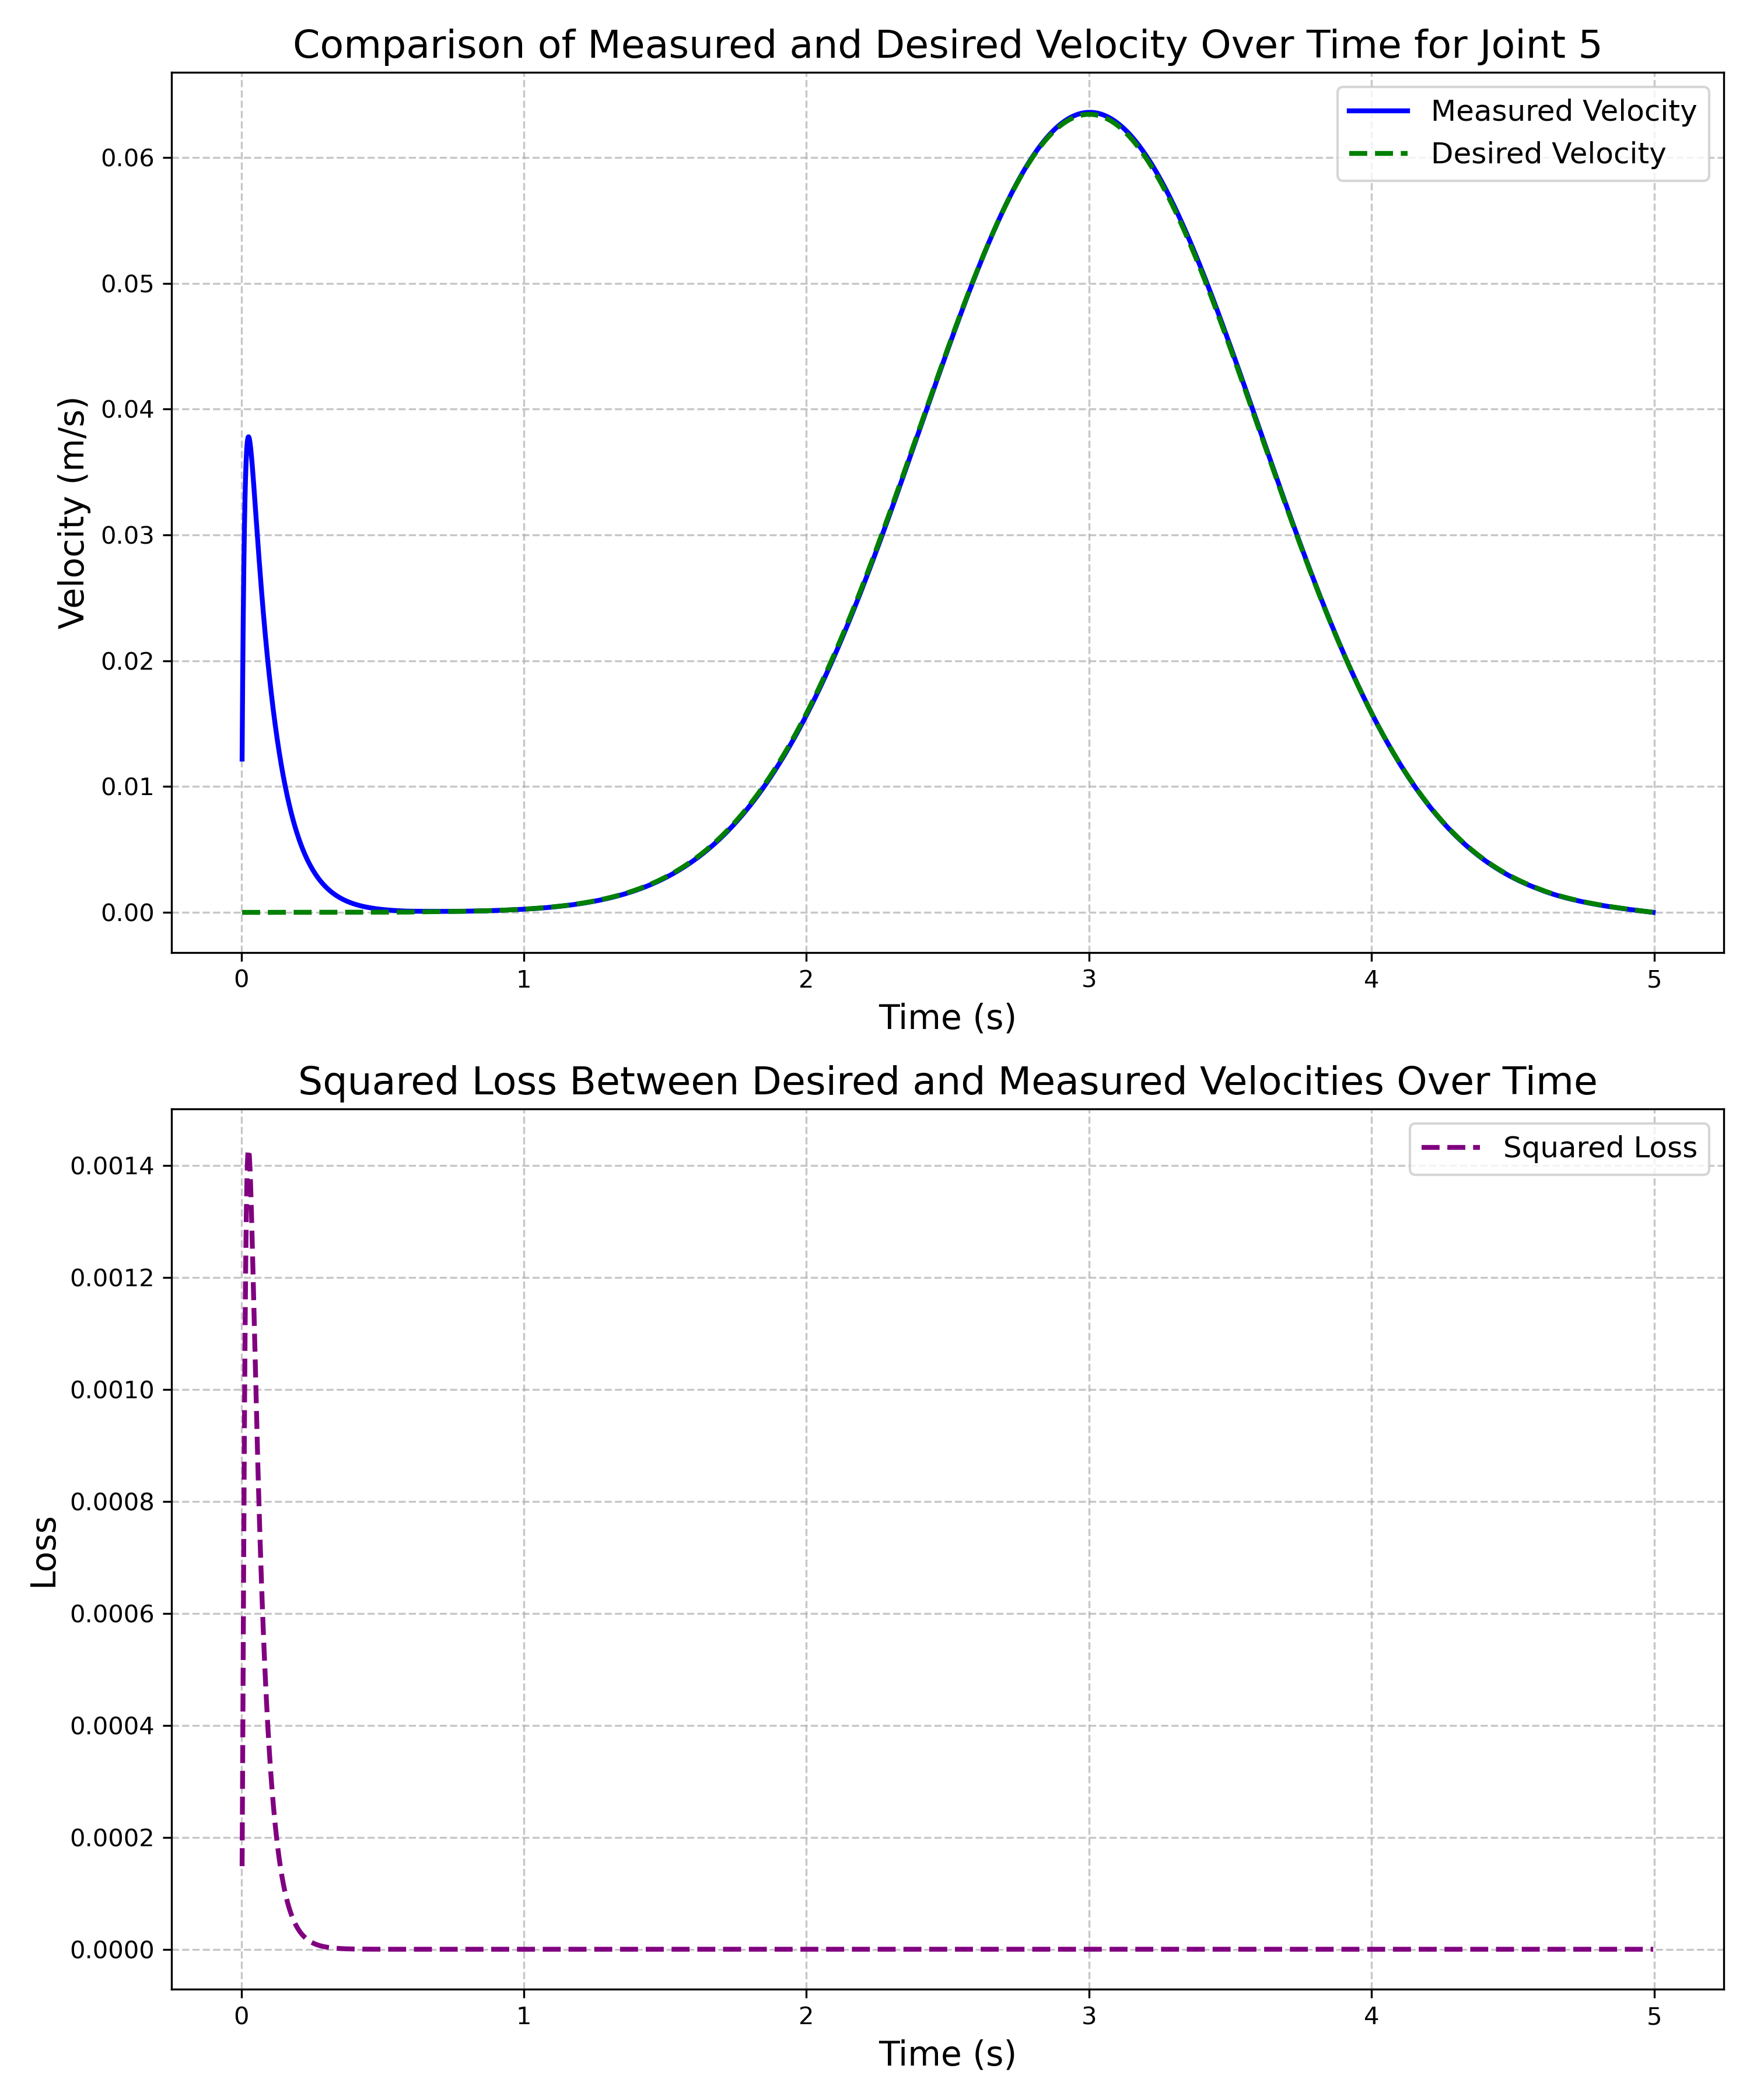 Comparison of Measured and Desired Velocity Over Time for Joint 5
Measured Velocity
Desired Velocity
Velocity (m/s)
0.06
0.05
0.04
0.03
0.02
0.01
0.00
0 1 2 3 4 5
Time (s)
Squared Loss Between Desired and Measured Velocities Over Time
Squared Loss
Loss
0.0014
0.0012
0.0010
0.0008
0.0006
0.0004
0.0002
0.0000
0 1 2 3 4 5
Time (s)